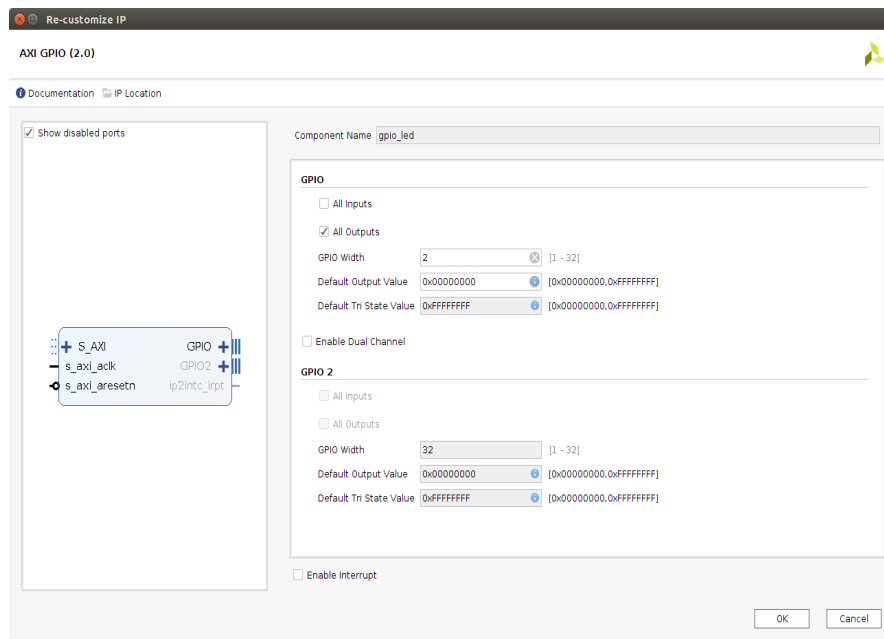 Re-customize IP
AXI GPIO (2.0)
Documentation IP Location
Show disabled ports
S_AXI GPIO
s_axi_aclk GPIO2
s_axi_aresetn ip2intc_irpt
Component Name gpio_led
GPIO
All Inputs
All Outputs
GPIO Width 2 [1 - 32]
Default Output Value 0x00000000 [0x00000000,0xFFFFFFFF]
Default Tri State Value 0xFFFFFFFF [0x00000000,0xFFFFFFFF]
Enable Dual Channel
GPIO 2
All Inputs
All Outputs
GPIO Width 32 [1 - 32]
Default Output Value 0x00000000 [0x00000000,0xFFFFFFFF]
Default Tri State Value 0xFFFFFFFF [0x00000000,0xFFFFFFFF]
Enable Interrupt
OK Cancel